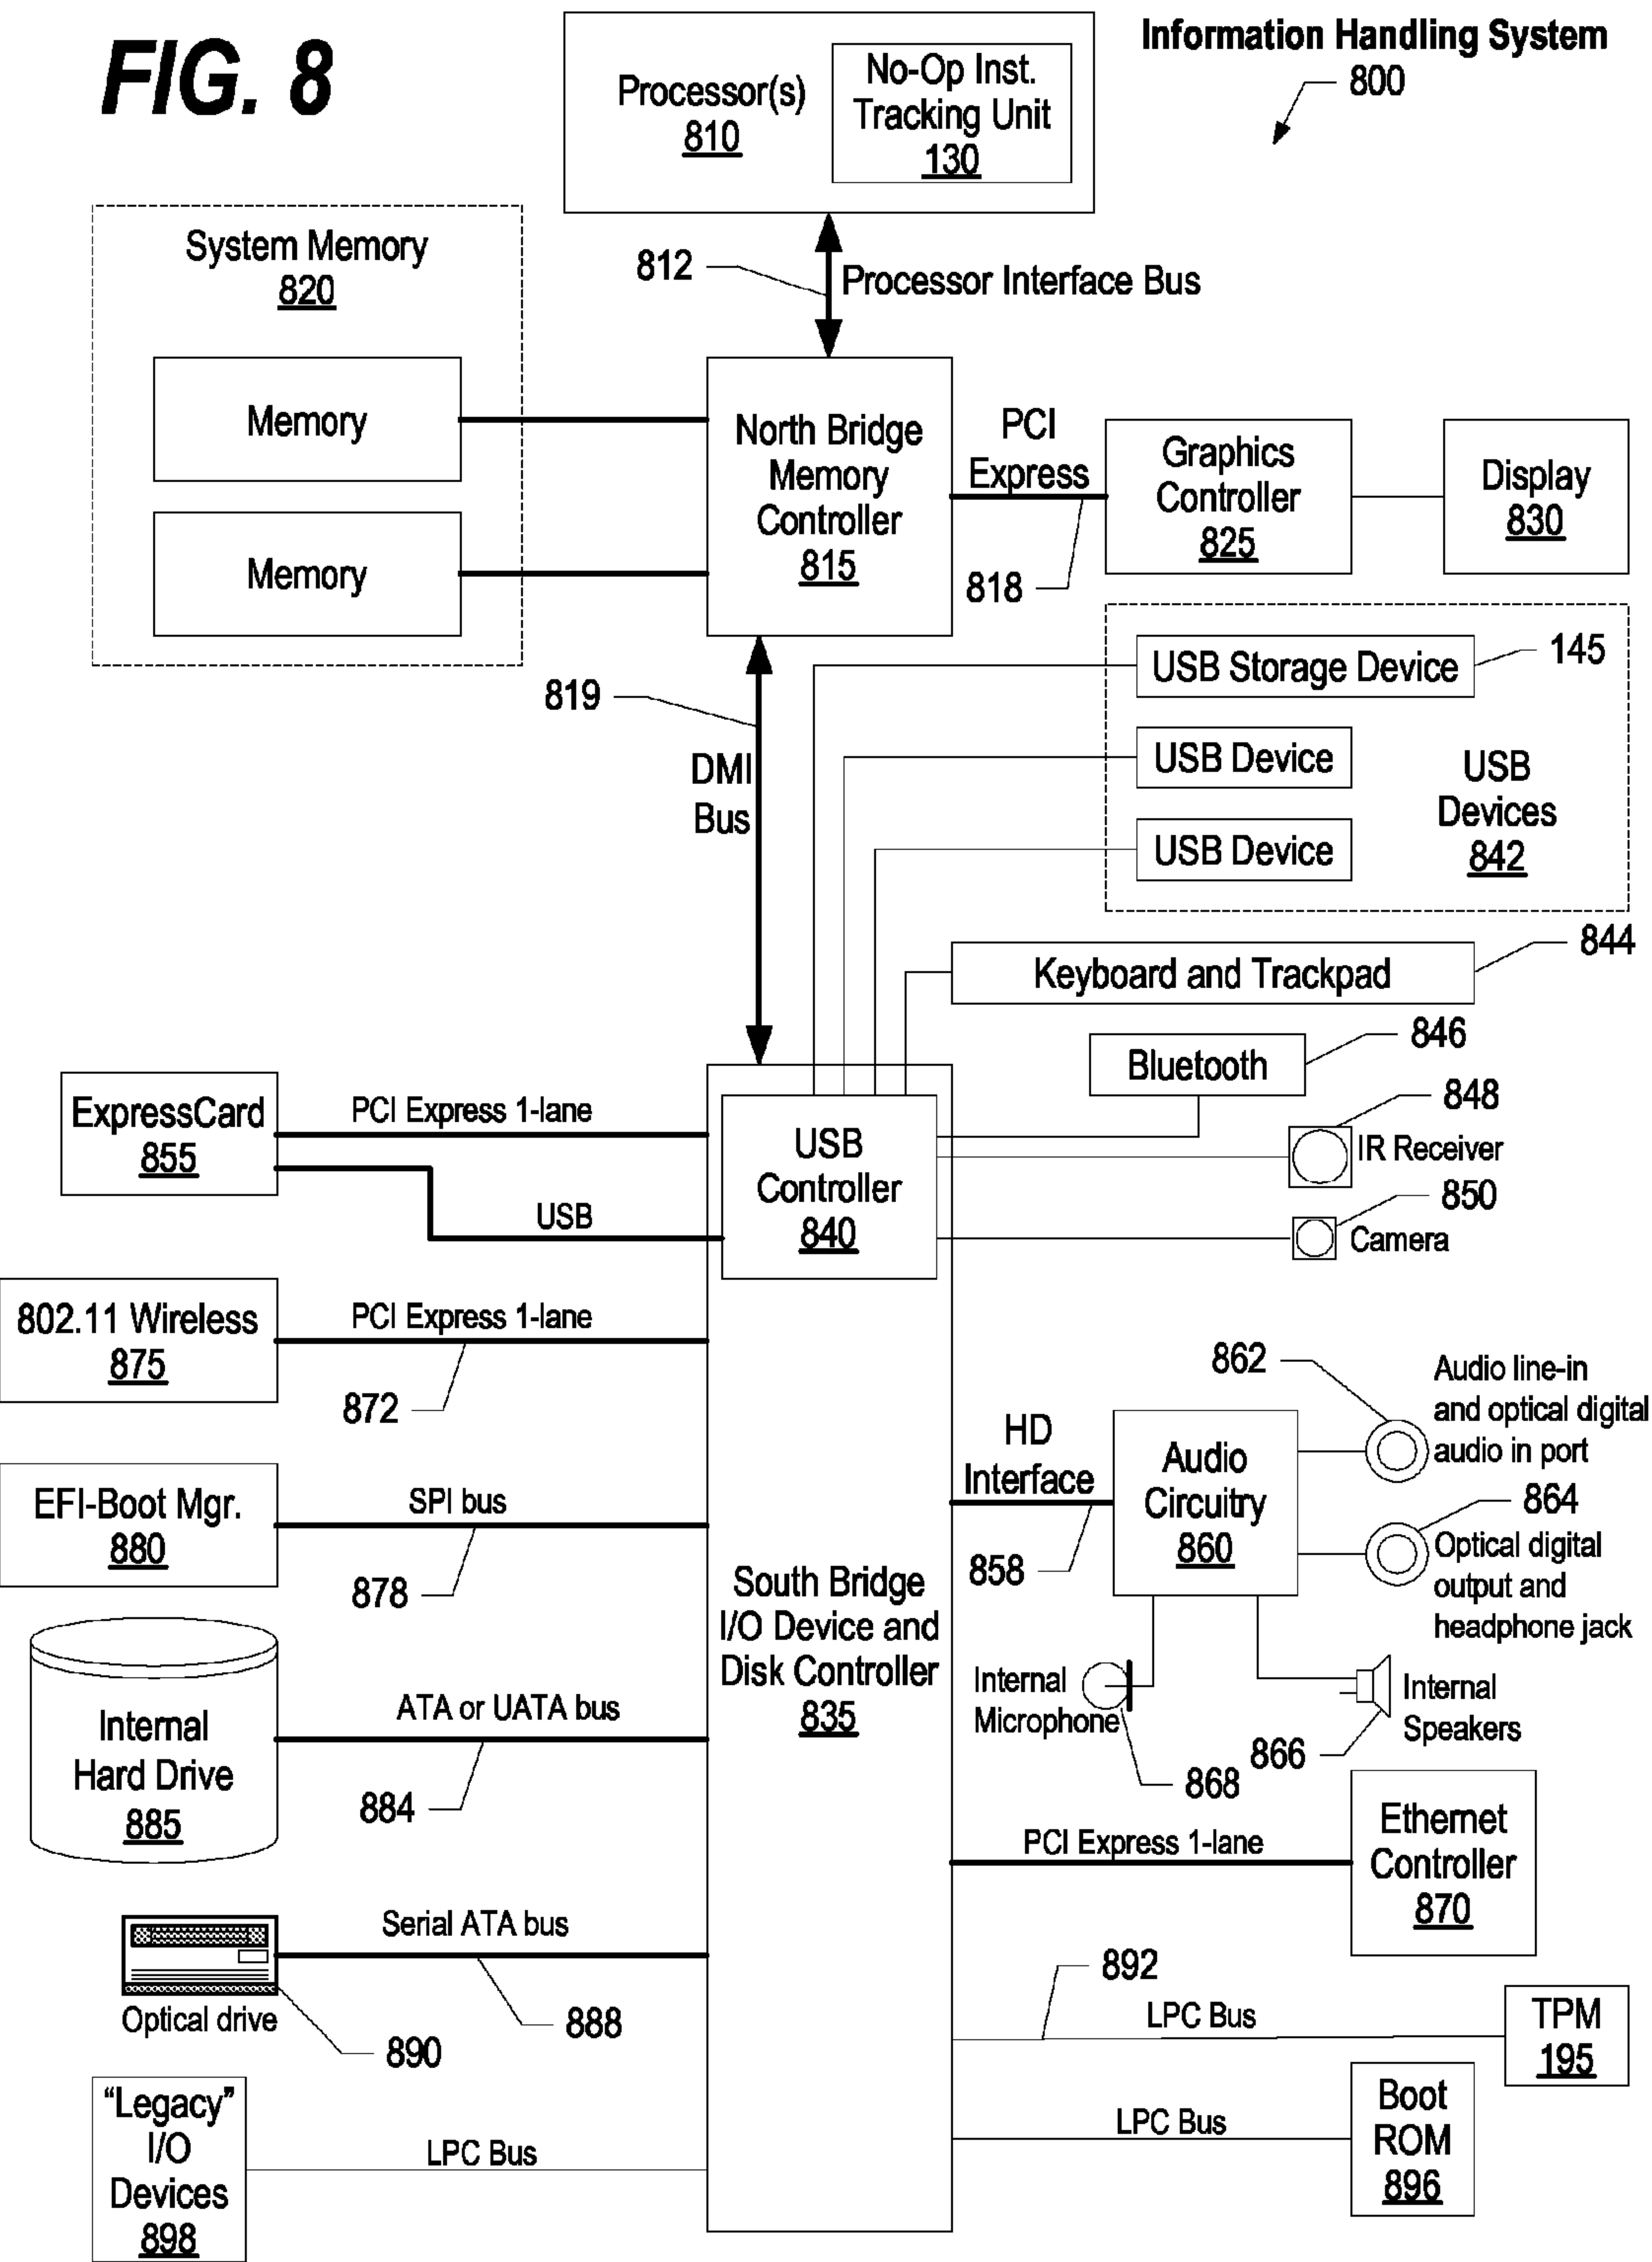 FIG. 8
Information Handling System
800
Processor(s)
810
No-Op Inst.
Tracking Unit
130
812
Processor Interface Bus
System Memory
820
Memory
Memory
North Bridge
Memory
Controller
815
PCI
Express
818
Graphics
Controller
825
Display
830
819
DMI
Bus
USB Storage Device
145
USB Device
USB Device
USB
Devices
842
Keyboard and Trackpad
844
Bluetooth
846
848
IR Receiver
850
Camera
ExpressCard
855
PCI Express 1-lane
USB
USB
Controller
840
802.11 Wireless
875
PCI Express 1-lane
872
EFI-Boot Mgr.
880
SPI bus
878
South Bridge
I/O Device and
Disk Controller
835
HD
Interface
858
Audio
Circuitry
860
862
Audio line-in
and optical digital
audio in port
864
Optical digital
output and
headphone jack
Internal
Microphone
868
Internal
Speakers
866
Internal
Hard Drive
885
ATA or UATA bus
884
PCI Express 1-lane
Ethernet
Controller
870
Serial ATA bus
888
Optical drive
890
892
LPC Bus
TPM
195
"Legacy"
I/O
Devices
898
LPC Bus
LPC Bus
Boot
ROM
896